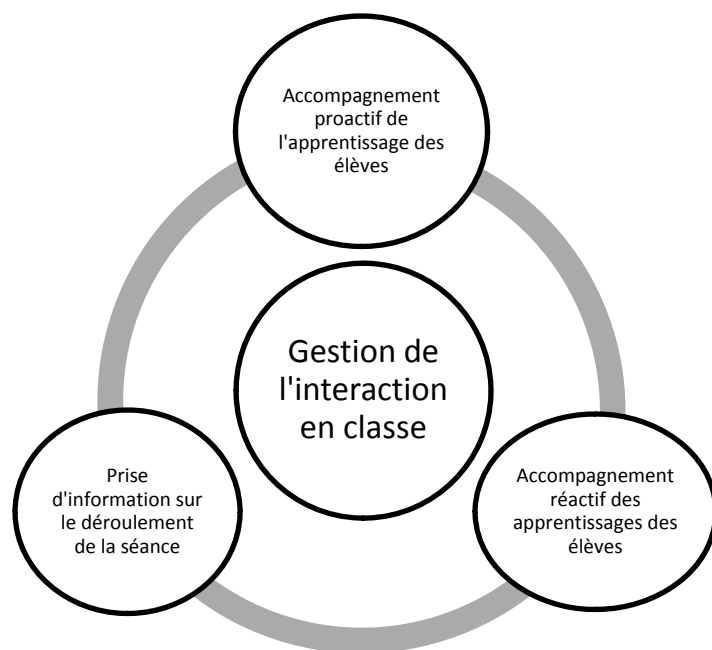 Accompagnement
proactif de
l'apprentissage des
élèves
Gestion de
l'interaction
en classe
Prise
d'information sur
le déroulement
de la séance
Accompagnement
réactif des
apprentissages des
élèves